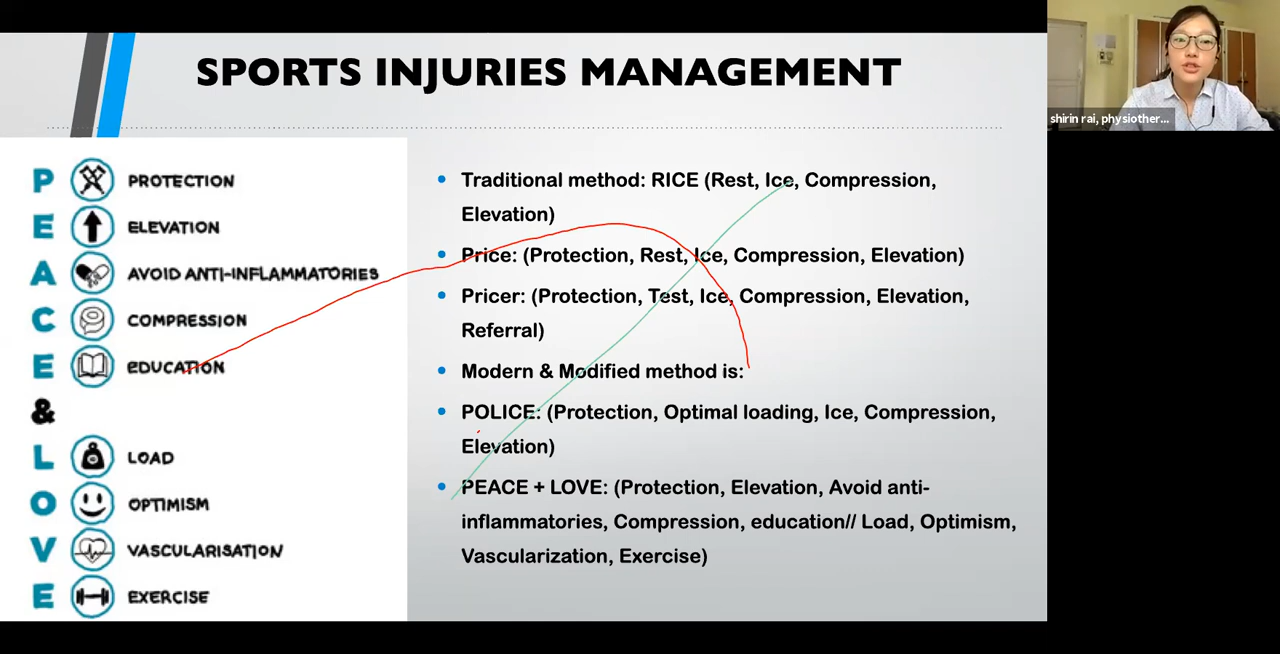 SPORTS INJURIES MANAGEMENT
shirin rai, physiother...
P PROTECTION
E ELEVATION
A AVOID ANTI-INFLAMMATORIES
C COMPRESSION
E EDUCATION
&
L LOAD
O OPTIMISM
V VASCULARISATION
E EXERCISE
• Traditional method: RICE (Rest, Ice, Compression,
Elevation)
• Price: (Protection, Rest, Ice, Compression, Elevation)
• Pricer: (Protection, Test, Ice, Compression, Elevation,
Referral)
• Modern & Modified method is:
• POLICE: (Protection, Optimal loading, Ice, Compression,
Elevation)
• PEACE + LOVE: (Protection, Elevation, Avoid anti-
inflammatories, Compression, education// Load, Optimism,
Vascularization, Exercise)